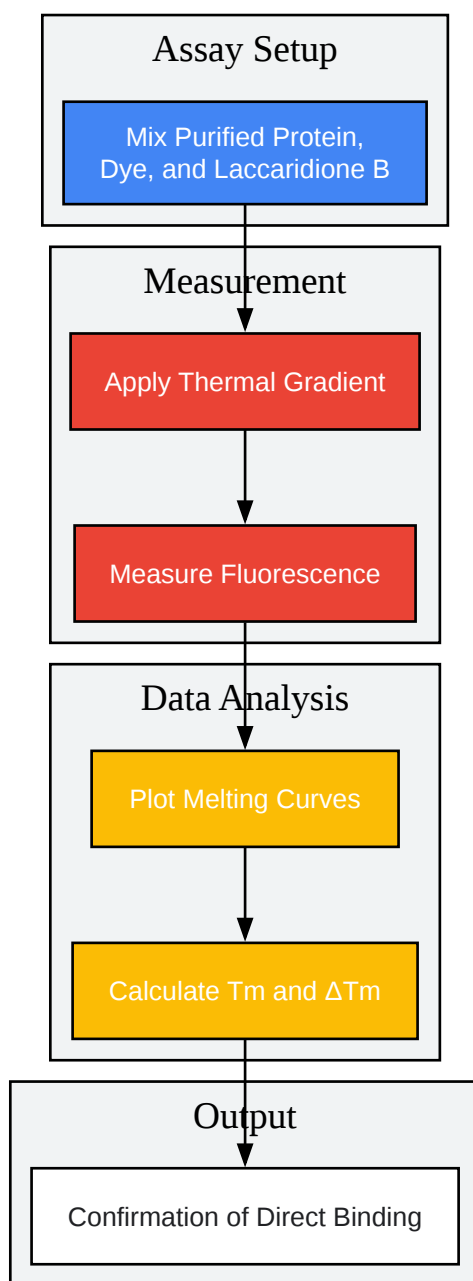 Assay Setup
Mix Purified Protein,
Dye, and Laccaridione B
Measurement
Apply Thermal Gradient
Measure Fluorescence
Data Analysis
Plot Melting Curves
Calculate Tm and ΔTm
Output
Confirmation of Direct Binding